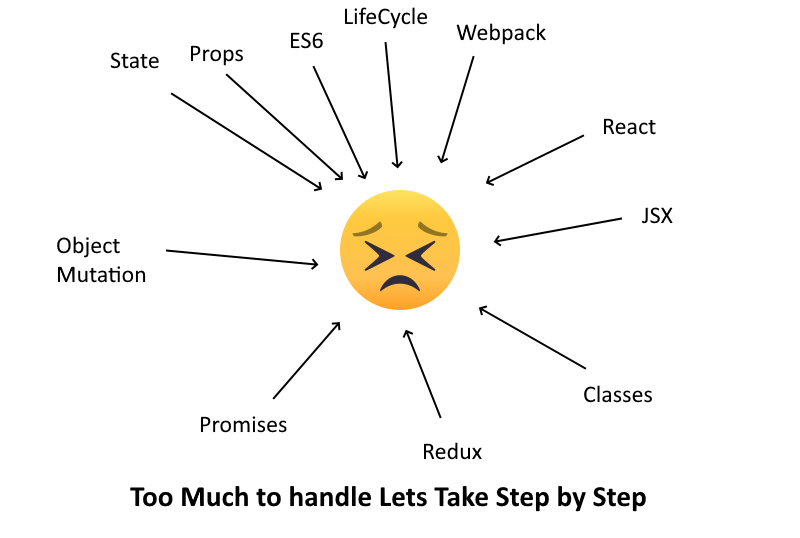 LifeCycle
Webpack
ES6
Props
State
React
JSX
Object
Mutation
Classes
Promises
Redux
Too Much to handle Lets Take Step by Step